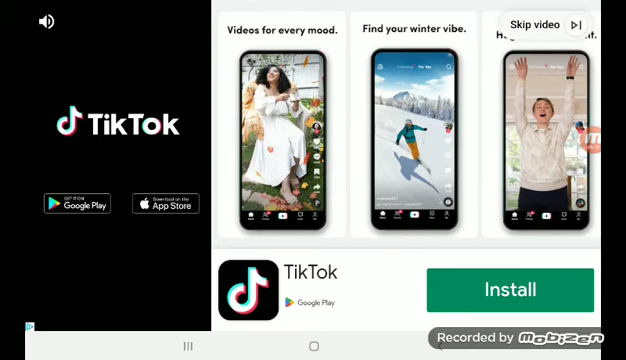 Skip video
Videos for every mood.
Find your winter vibe.
TikTok
GET IT ON
Google Play
Download on the
App Store
TikTok
Google Play
Install
Recorded by
MOBIZEN